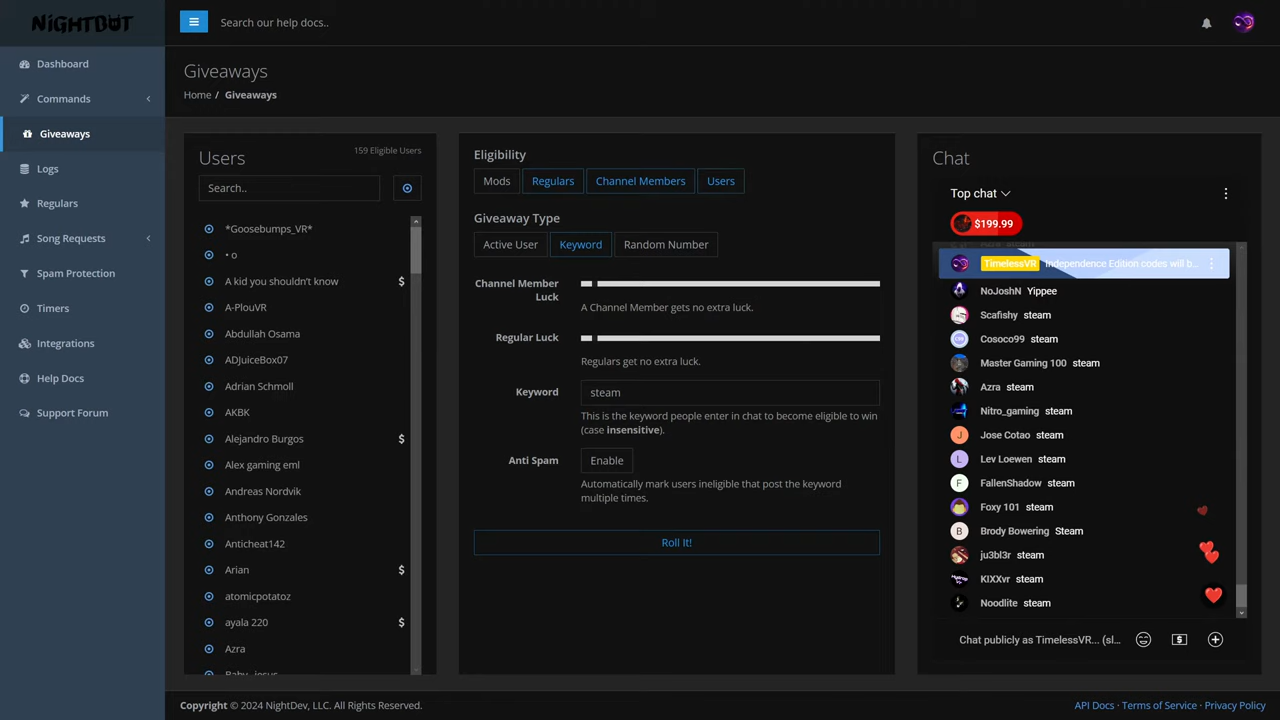 NiGHTBOT
Search our help docs..
Dashboard
Commands
Giveaways
Logs
Regulars
Song Requests
Spam Protection
Timers
Integrations
Help Docs
Support Forum
Giveaways
Home / Giveaways
Users
159 Eligible Users
Search..
*Goosebumps_VR*
• o
A kid you shouldn't know $
A-PlouVR
Abdullah Osama
ADJuiceBox07
Adrian Schmoll
AKBK
Alejandro Burgos $
Alex gaming eml
Andreas Nordvik
Anthony Gonzales
Anticheat142
Arian $
atomicpotatoz
ayala 220 $
Azra
Baby_jesus
Eligibility
Mods Regulars Channel Members Users
Giveaway Type
Active User Keyword Random Number
Channel Member
Luck
A Channel Member gets no extra luck.
Regular Luck
Regulars get no extra luck.
Keyword
steam
This is the keyword people enter in chat to become eligible to win
(case insensitive).
Anti Spam
Enable
Automatically mark users ineligible that post the keyword
multiple times.
Roll It!
Chat
Top chat
$199.99
TimelessVR Independence Edition codes will b...
NoJoshN Yippee
Scafishy steam
Cosoco99 steam
Master Gaming 100 steam
Azra steam
Nitro_gaming steam
J Jose Cotao steam
L Lev Loewen steam
F FallenShadow steam
Foxy 101 steam
B Brody Bowering Steam
ju3bl3r steam
KIXXvr steam
Noodlite steam
Chat publicly as TimelessVR... (sl...
Copyright © 2024 NightDev, LLC. All Rights Reserved.
API Docs · Terms of Service · Privacy Policy